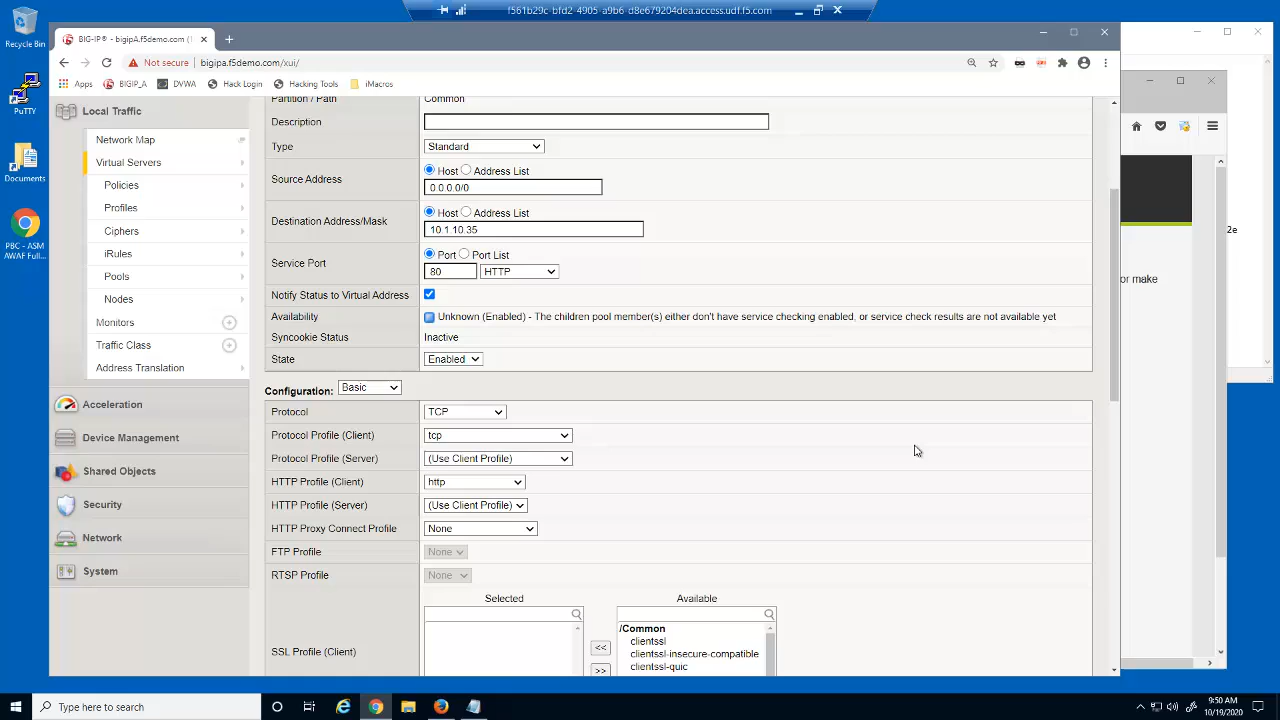 f561b29c-bfd2-4905-a9b6-d8e679204dea.access.udf.f5.com
Recycle Bin
BIG-IP® - bigipA.f5demo.com (
Not secure
bigipa.f5demo.com/xui/
Apps
BIGIP_A
DVWA
Hack Login
Hacking Tools
iMacros
PuTTY
Documents
PBC - ASM
AWAF Full...
Local Traffic
Network Map
Virtual Servers
Policies
Profiles
Ciphers
iRules
Pools
Nodes
Monitors
Traffic Class
Address Translation
Acceleration
Device Management
Shared Objects
Security
Network
System
Partition / Path
Common
Description
Type
Standard
Source Address
Host
Address List
0.0.0.0/0
Destination Address/Mask
Host
Address List
10.1.10.35
Service Port
Port
Port List
80
HTTP
Notify Status to Virtual Address
Availability
Unknown (Enabled) - The children pool member(s) either don't have service checking enabled, or service check results are not available yet
Syncookie Status
Inactive
State
Enabled
Configuration:
Basic
Protocol
TCP
Protocol Profile (Client)
tcp
Protocol Profile (Server)
(Use Client Profile)
HTTP Profile (Client)
http
HTTP Profile (Server)
(Use Client Profile)
HTTP Proxy Connect Profile
None
FTP Profile
None
RTSP Profile
None
Selected
Available
SSL Profile (Client)
<<
>>
/Common
clientssl
clientssl-insecure-compatible
clientssl-quic
2e
or make
Type here to search
9:50 AM
10/19/2020